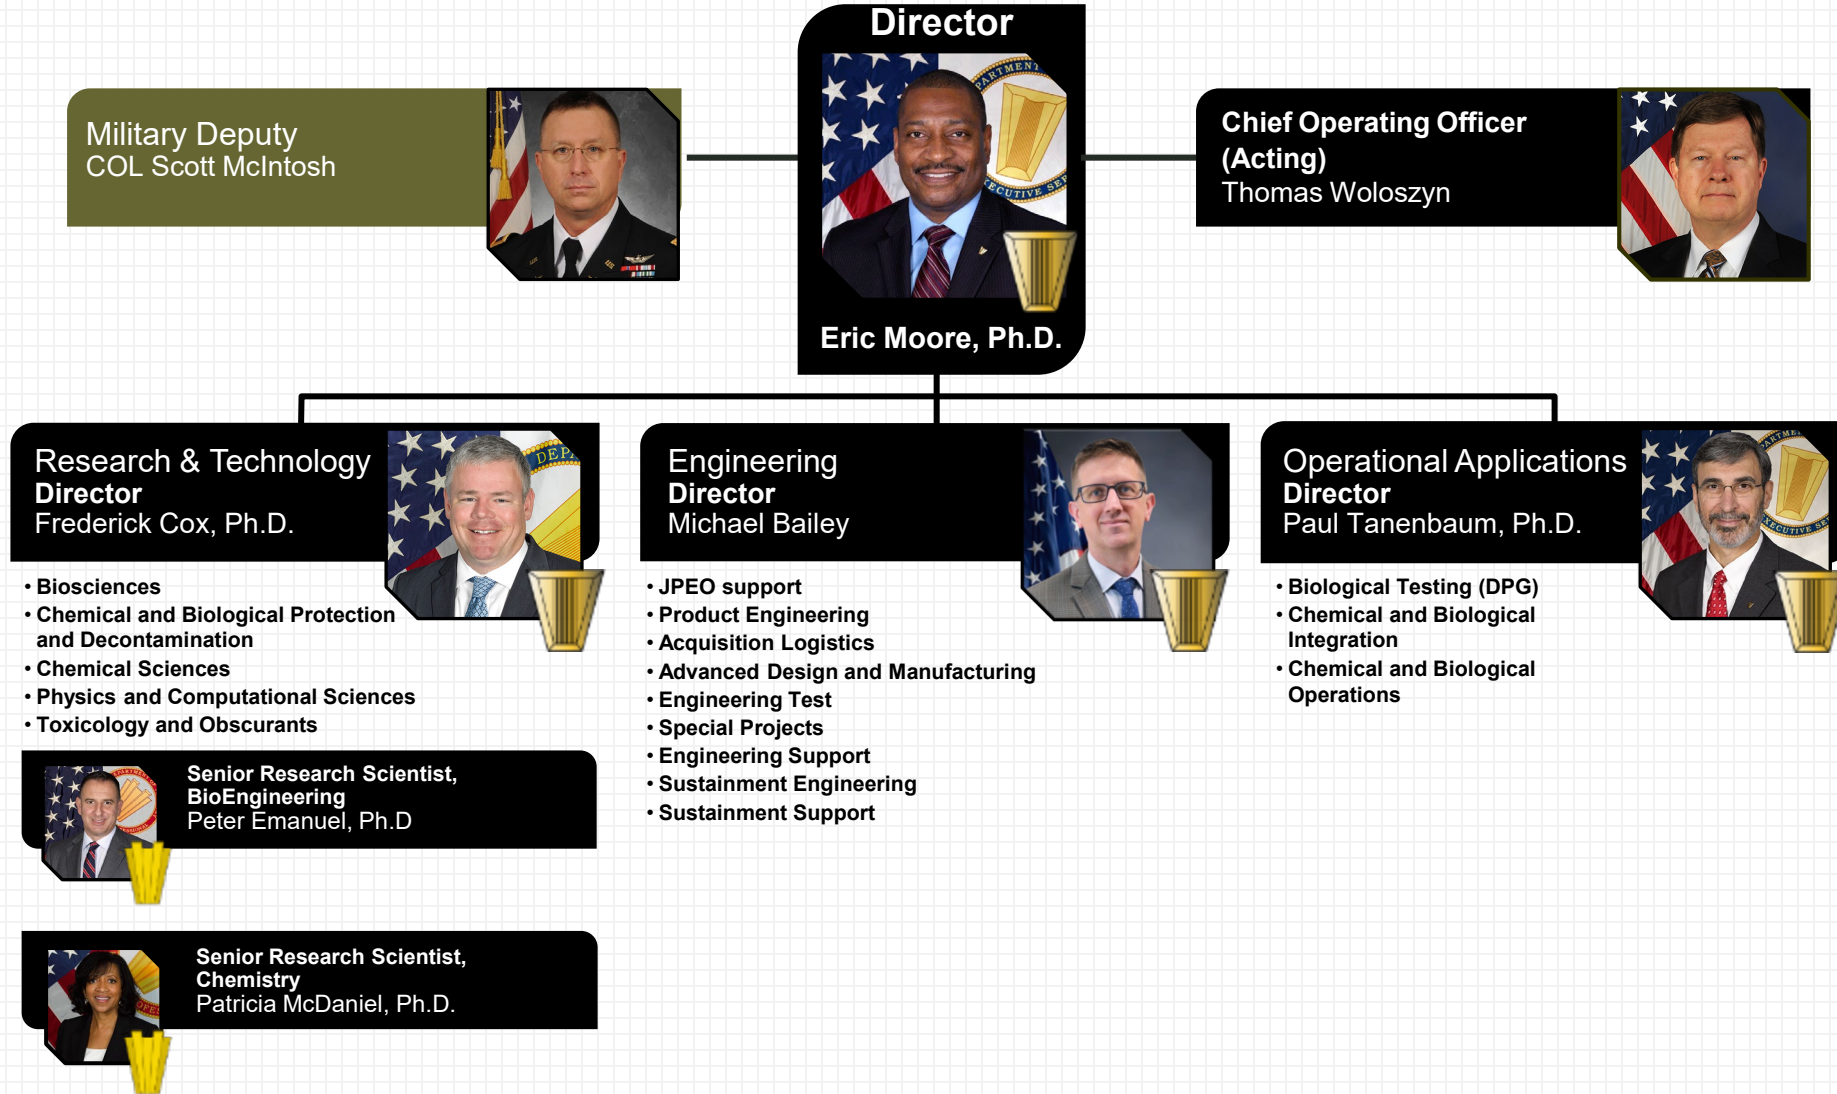 Director
Military Deputy
COL Scott McIntosh
Eric Moore, Ph.D.
Chief Operating Officer
(Acting)
Thomas Woloszyn
Research & Technology
Director
Frederick Cox, Ph.D.
• Biosciences
• Chemical and Biological Protection
and Decontamination
• Chemical Sciences
• Physics and Computational Sciences
• Toxicology and Obscurants
Senior Research Scientist,
BioEngineering
Peter Emanuel, Ph.D
Senior Research Scientist,
Chemistry
Patricia McDaniel, Ph.D.
Engineering
Director
Michael Bailey
• JPEO support
• Product Engineering
• Acquisition Logistics
• Advanced Design and Manufacturing
• Engineering Test
• Special Projects
• Engineering Support
• Sustainment Engineering
• Sustainment Support
Operational Applications
Director
Paul Tanenbaum, Ph.D.
• Biological Testing (DPG)
• Chemical and Biological
Integration
• Chemical and Biological
Operations